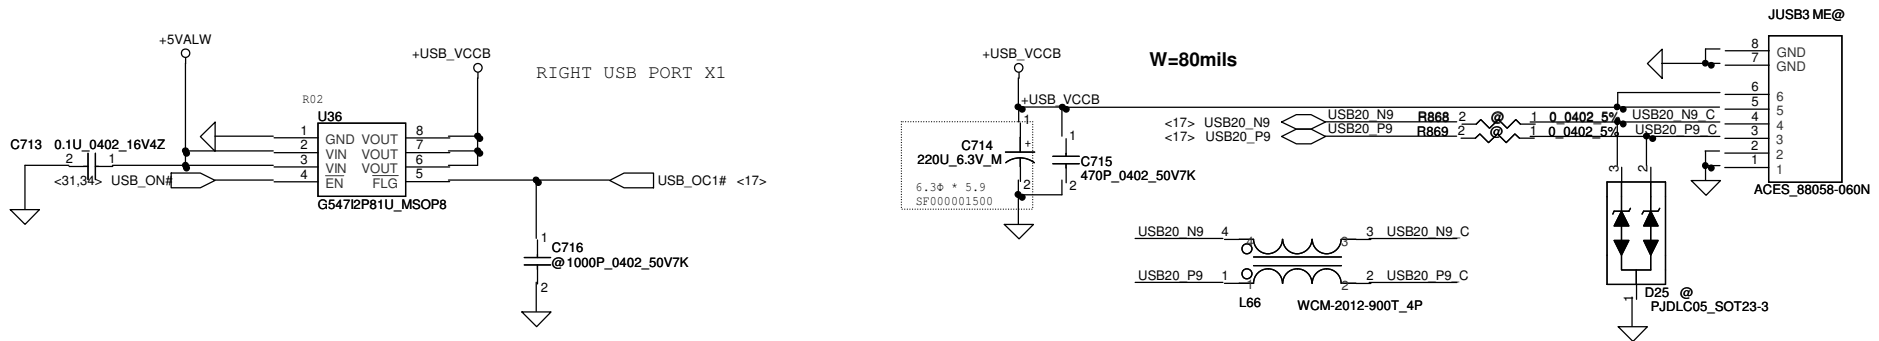 +5VALW
+USB_VCCB
RIGHT USB PORT X1
R02
U36
C713 0.1U_0402_16V4Z
2 1
1 GND VOUT 8
2 VIN VOUT 7
3 VIN VOUT 6
4 EN FLG 5
<31,34> USB_ON#
USB_OC1# <17>
G547I2P81U_MSOP8
1
C716
@1000P_0402_50V7K
2
+USB_VCCB
W=80mils
+USB_VCCB
1
+
C714
220U_6.3V_M
2
6.3Φ * 5.9
SF000001500
1
C715
470P_0402_50V7K
2
<17> USB20_N9 USB20_N9 R868 2 @ 1 0_0402_5% USB20_N9_C
<17> USB20_P9 USB20_P9 R869 2 @ 1 0_0402_5% USB20_P9_C
JUSB3 ME@
8 GND
7 GND
6 6
5 5
4 4
3 3
2 2
1 1
ACES_88058-060N
USB20_N9 4 4 3 3 USB20_N9_C
USB20_P9 1 1 2 2 USB20_P9_C
L66
WCM-2012-900T_4P
3 2
1
D25 @
PJDLC05_SOT23-3